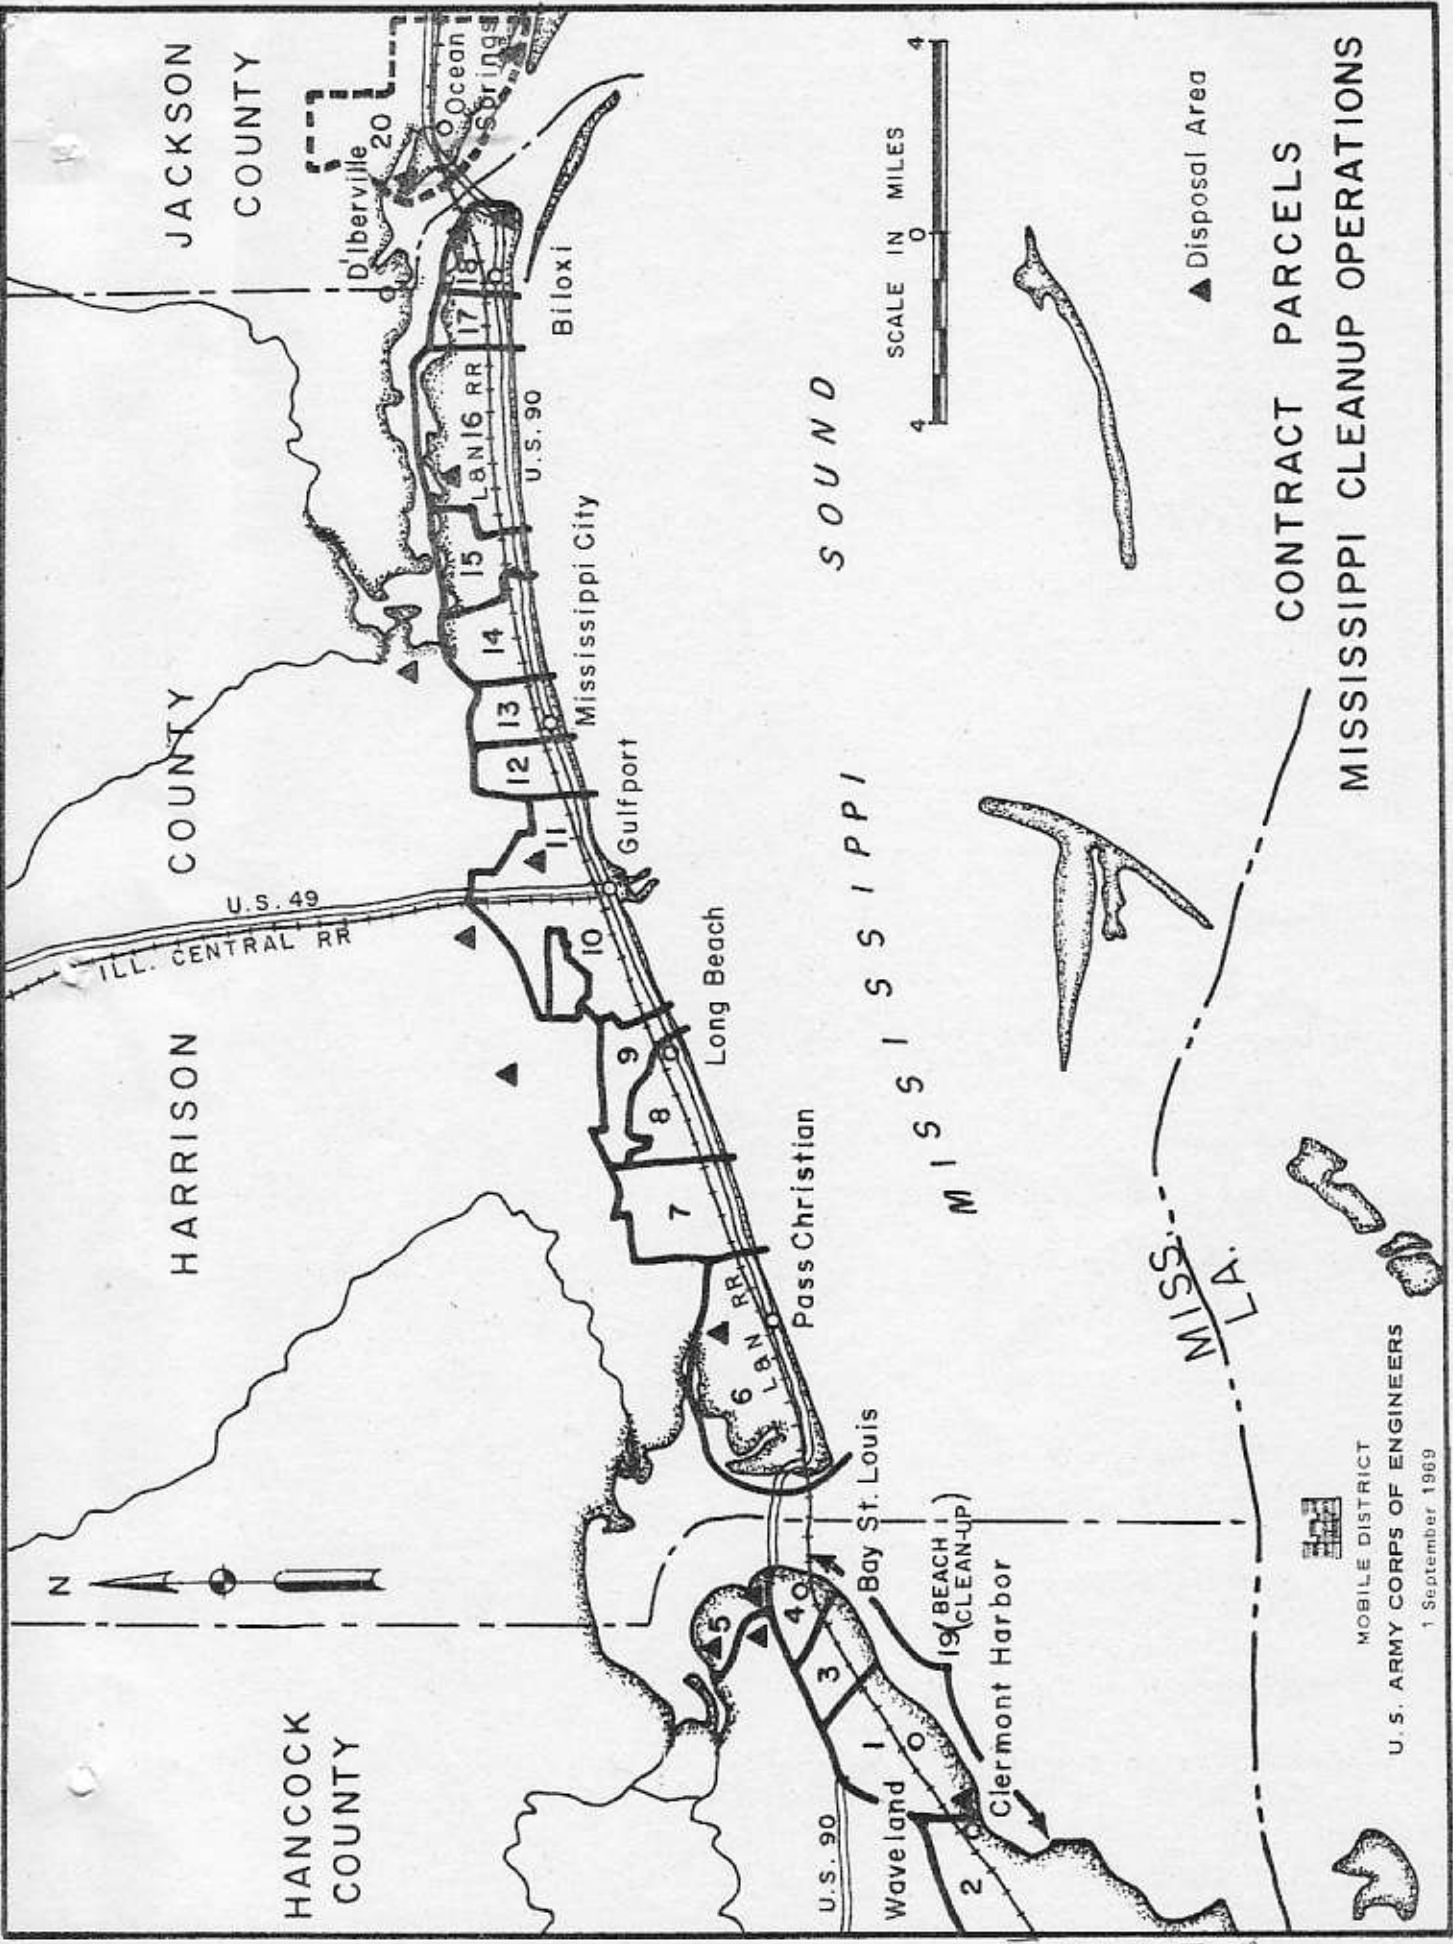 HANCOCK
COUNTY
HARRISON
COUNTY
JACKSON
COUNTY
N
U.S. 49
ILL. CENTRAL RR
D'Iberville
20
Ocean
Springs
18
17
16
L&N RR
U.S. 90
15
14
13
12
11
10
9
8
7
6
L&N RR
5
4
3
1
2
U.S. 90
Biloxi
Mississippi City
Gulfport
Long Beach
Pass Christian
Bay St. Louis
19(BEACH
CLEAN-UP)
Clermont Harbor
Waveland
MISSISSIPPI SOUND
SCALE IN MILES
4 0 4
MISS.
LA.
▲ Disposal Area
CONTRACT PARCELS
MISSISSIPPI CLEANUP OPERATIONS
MOBILE DISTRICT
U.S. ARMY CORPS OF ENGINEERS
1 September 1969